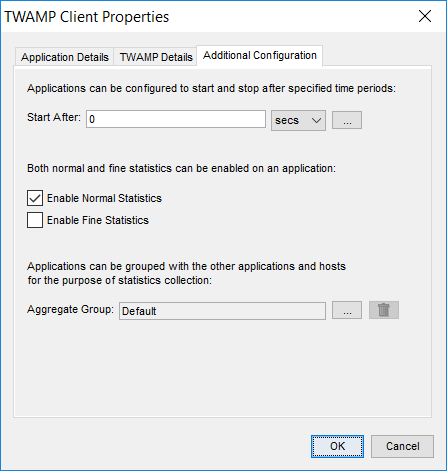 TWAMP Client Properties
Application Details TWAMP Details Additional Configuration
Applications can be configured to start and stop after specified time periods:
Start After: 0 secs ...
Both normal and fine statistics can be enabled on an application:
Enable Normal Statistics
Enable Fine Statistics
Applications can be grouped with the other applications and hosts
for the purpose of statistics collection:
Aggregate Group: Default ...
OK Cancel